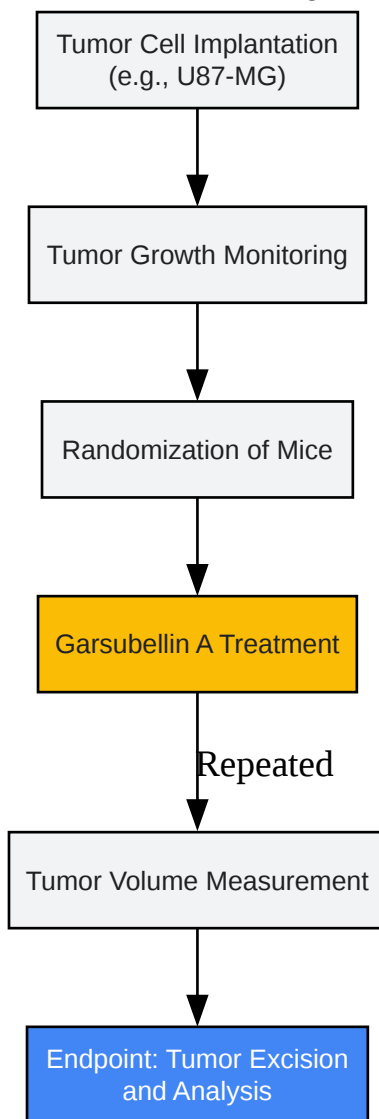 Tumor Cell Implantation
(e.g., U87-MG)
Tumor Growth Monitoring
Randomization of Mice
Garsubellin A Treatment
Repeated
Tumor Volume Measurement
Endpoint: Tumor Excision
and Analysis